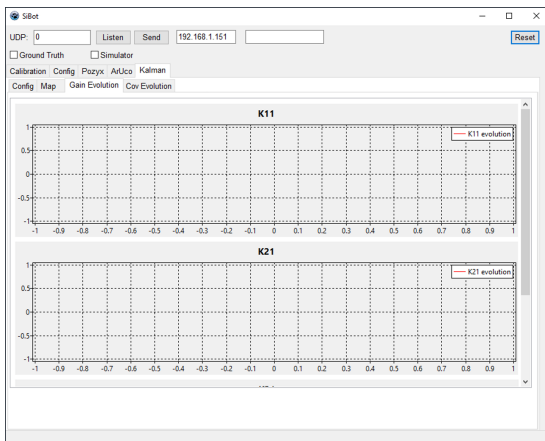 SiBot
UDP: 0 Listen Send 192.168.1.151 Reset
Ground Truth Simulator
Calibration Config Pozyx ArUco Kalman
Config Map Gain Evolution Cov Evolution
K11
K11 evolution
1
0.5
0
-0.5
-1
-1 -0.9 -0.8 -0.7 -0.6 -0.5 -0.4 -0.3 -0.2 -0.1 0 0.1 0.2 0.3 0.4 0.5 0.6 0.7 0.8 0.9 1
K21
K21 evolution
1
0.5
0
-0.5
-1
-1 -0.9 -0.8 -0.7 -0.6 -0.5 -0.4 -0.3 -0.2 -0.1 0 0.1 0.2 0.3 0.4 0.5 0.6 0.7 0.8 0.9 1